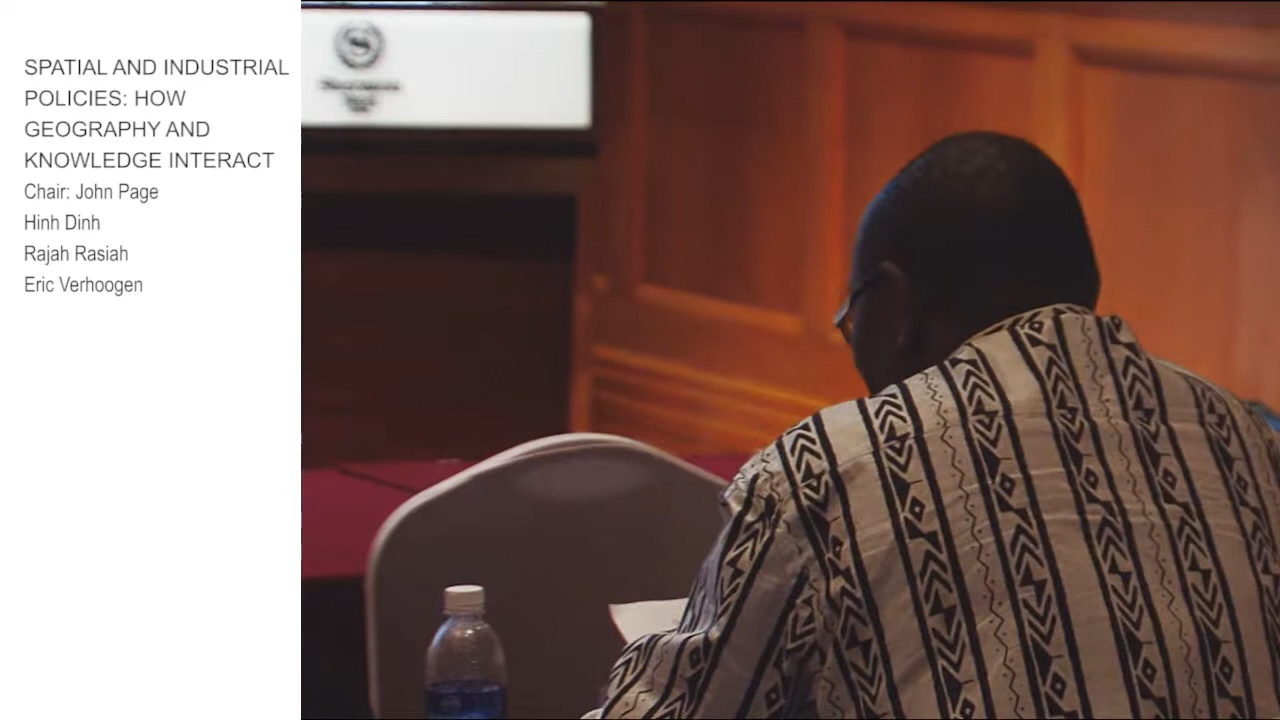 SPATIAL AND INDUSTRIAL
POLICIES: HOW
GEOGRAPHY AND
KNOWLEDGE INTERACT
Chair: John Page
Hinh Dinh
Rajah Rasiah
Eric Verhoogen